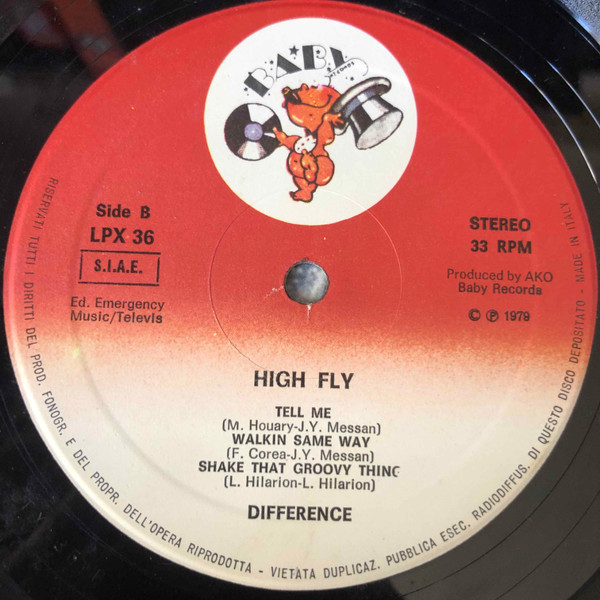 BABY
RECORDS
Side B
LPX 36
S.I.A.E.
Ed. Emergency
Music/Televis
STEREO
33 RPM
Produced by AKO
Baby Records
© ℗ 1979
HIGH FLY
TELL ME
(M. Houary-J.Y. Messan)
WALKIN SAME WAY
(F. Corea-J.Y. Messan)
SHAKE THAT GROOVY THING
(L. Hilarion-L. Hilarion)
DIFFERENCE
RISERVATI TUTTI I DIRITTI DEL PROD. FONOGR. E DEL PROPR. DELL'OPERA RIPRODOTTA - VIETATA DUPLICAZ. PUBBLICA ESEC. RADIODIFFUS. DI QUESTO DISCO DEPOSITATO - MADE IN ITALY